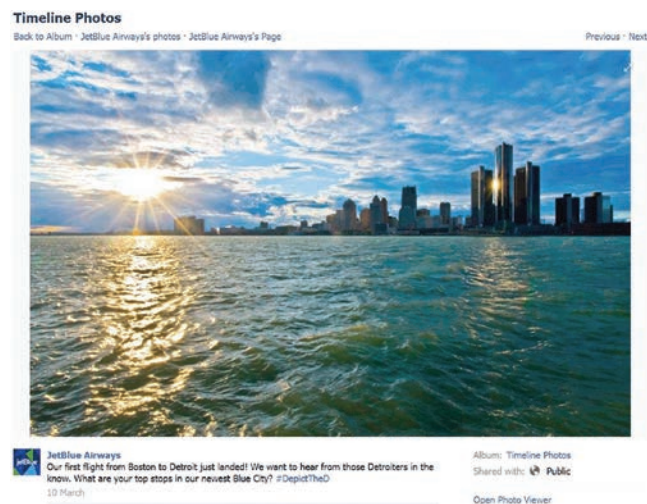 Timeline Photos
Back to Album · JetBlue Airways's photos · JetBlue Airways's Page
Previous · Next
JetBlue Airways
Our first flight from Boston to Detroit just landed! We want to hear from those Detroiters in the
know. What are your top stops in our newest Blue City? #DepictTheD
10 March
Album: Timeline Photos
Shared with: Public
Open Photo Viewer
jetBlue